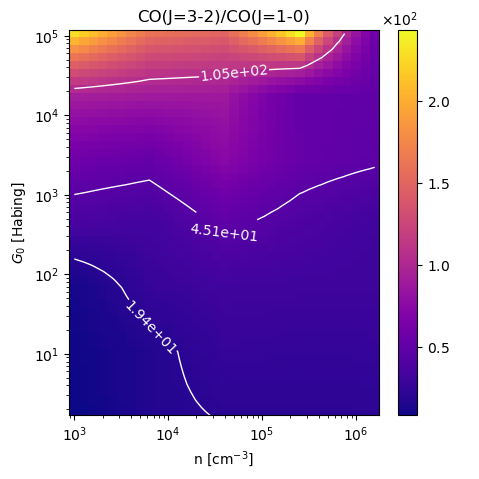 CO(J=3-2)/CO(J=1-0)
×10²
10⁵
10⁴
10³
10²
10¹
G₀ [Habing]
1.05e+02
4.51e+01
1.94e+01
2.0
1.5
1.0
0.5
10³
10⁴
10⁵
10⁶
n [cm⁻³]